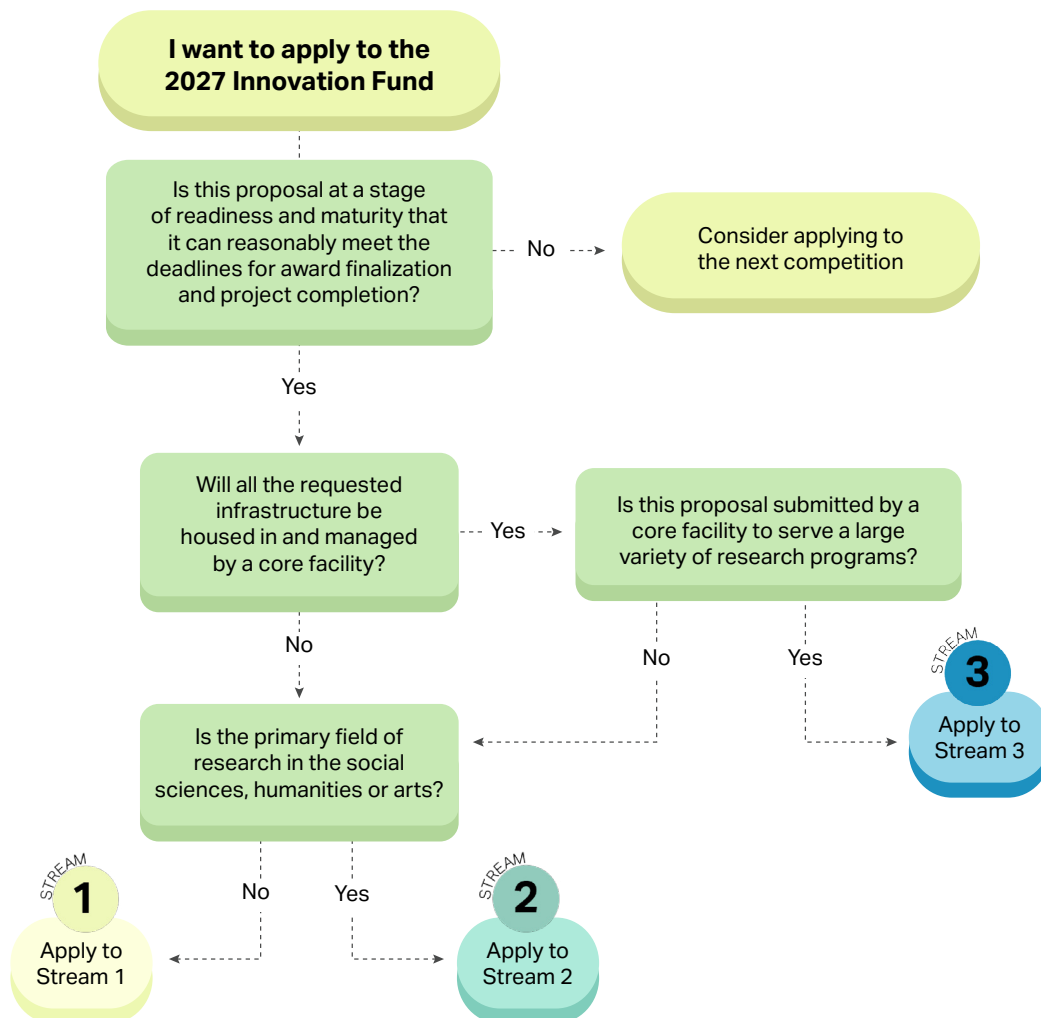 I want to apply to the
2027 Innovation Fund
Is this proposal at a stage
of readiness and maturity that
it can reasonably meet the
deadlines for award finalization
and project completion?
No
Consider applying to
the next competition
Yes
Will all the requested
infrastructure be
housed in and managed
by a core facility?
Yes
Is this proposal submitted by a
core facility to serve a large
variety of research programs?
No
No
Yes
STREAM
3
Apply to
Stream 3
Is the primary field of
research in the social
sciences, humanities or arts?
No
Yes
STREAM
1
Apply to
Stream 1
STREAM
2
Apply to
Stream 2